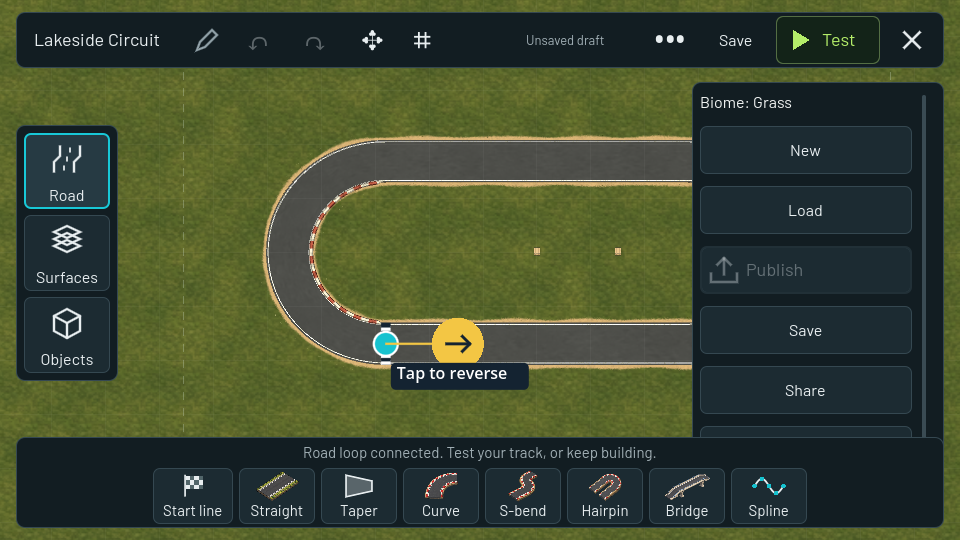 Lakeside Circuit
Unsaved draft
Save
Test
Biome: Grass
New
Load
Publish
Save
Share
Road
Surfaces
Objects
Tap to reverse
Road loop connected. Test your track, or keep building.
Start line
Straight
Taper
Curve
S-bend
Hairpin
Bridge
Spline